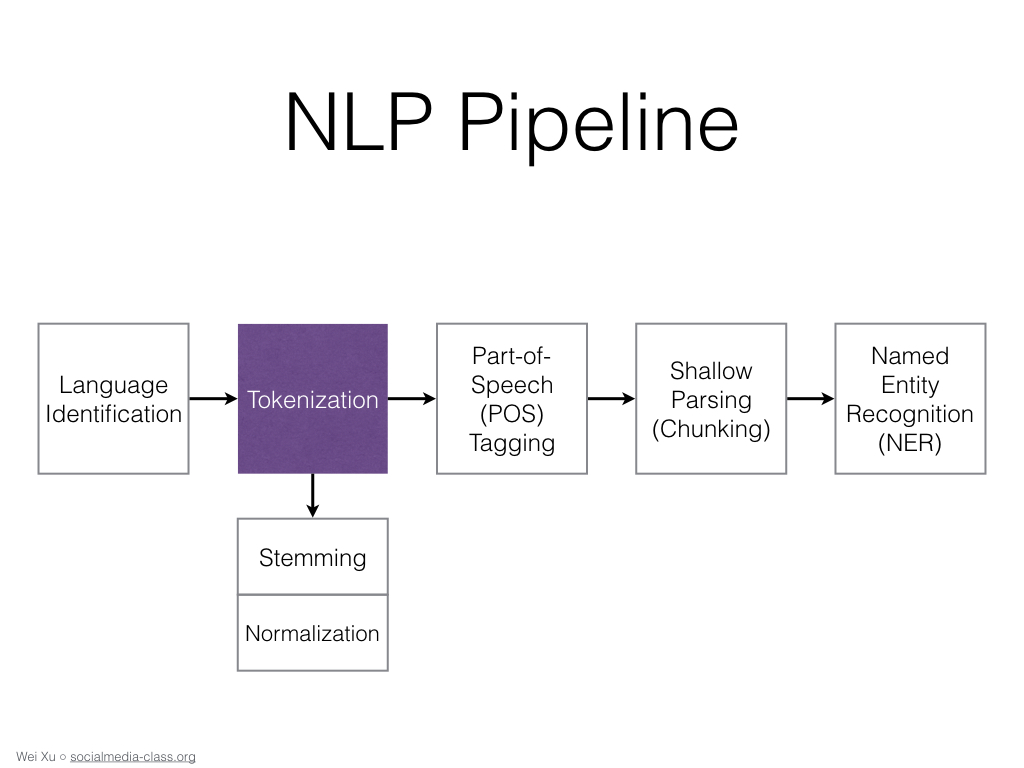 NLP Pipeline
Language
Identification
Tokenization
Part-of-
Speech
(POS)
Tagging
Shallow
Parsing
(Chunking)
Named
Entity
Recognition
(NER)
Stemming
Normalization
Wei Xu ○ socialmedia-class.org